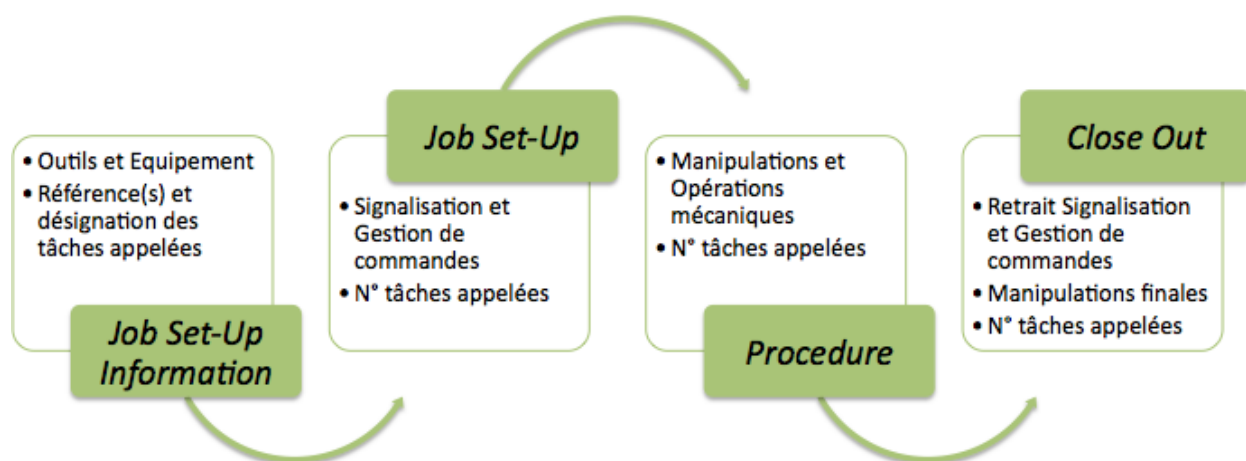 • Outils et Equipement
• Référence(s) et
désignation des
tâches appelées
Job Set-Up
Information
Job Set-Up
• Signalisation et
Gestion de
commandes
• N° tâches appelées
• Manipulations et
Opérations
mécaniques
• N° tâches appelées
Procedure
Close Out
• Retrait Signalisation
et Gestion de
commandes
• Manipulations finales
• N° tâches appelées